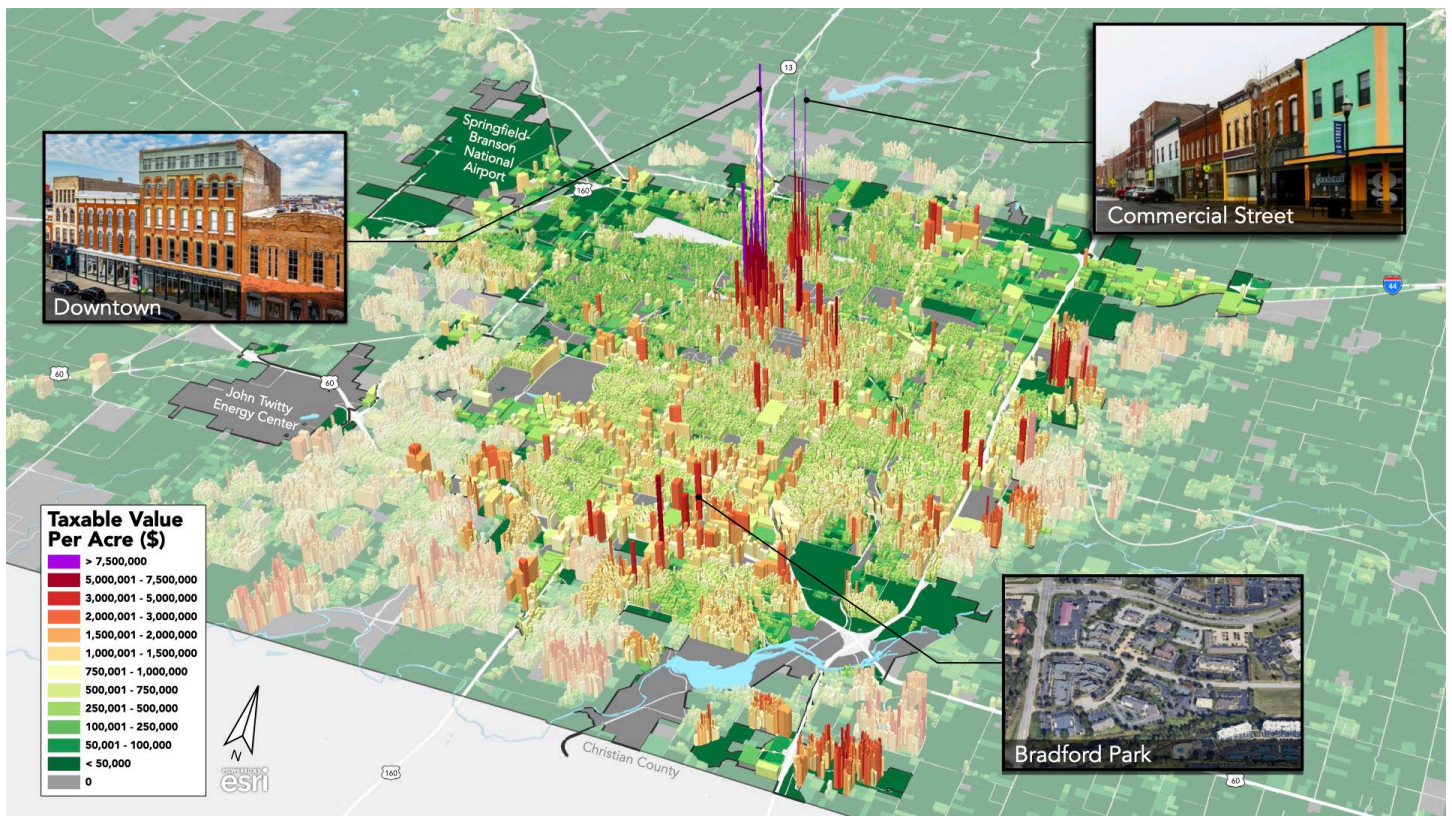 13
Springfield-
Branson
National
Airport
160
Commercial Street
Downtown
44
60
60
John Twitty
Energy Center
Taxable Value
Per Acre ($)
> 7,500,000
5,000,001 - 7,500,000
3,000,001 - 5,000,000
2,000,001 - 3,000,000
1,500,001 - 2,000,000
1,000,001 - 1,500,000
750,001 - 1,000,000
500,001 - 750,000
250,001 - 500,000
100,001 - 250,000
50,001 - 100,000
< 50,000
0
N
POWERED BY
esri
Christian County
160
Bradford Park
60